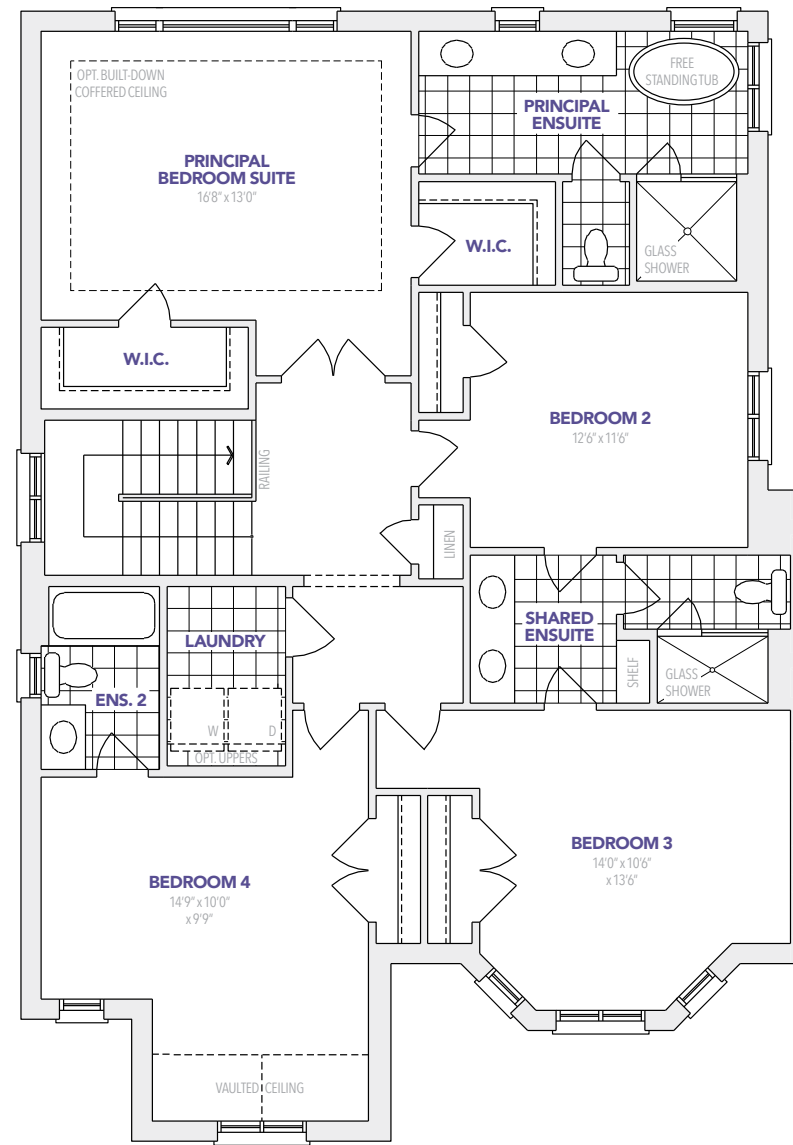 OPT. BUILT-DOWN
COFFERED CEILING
PRINCIPAL
BEDROOM SUITE
16'8" x 13'0"
FREE
STANDING TUB
PRINCIPAL
ENSUITE
W.I.C.
GLASS
SHOWER
W.I.C.
BEDROOM 2
12'6" x 11'6"
RAILING
LINEN
SHARED
ENSUITE
SHELF
GLASS
SHOWER
LAUNDRY
W
D
OPT. UPPERS
ENS. 2
BEDROOM 3
14'0" x 10'6"
x 13'6"
BEDROOM 4
14'9" x 10'0"
x 9'9"
VAULTED CEILING